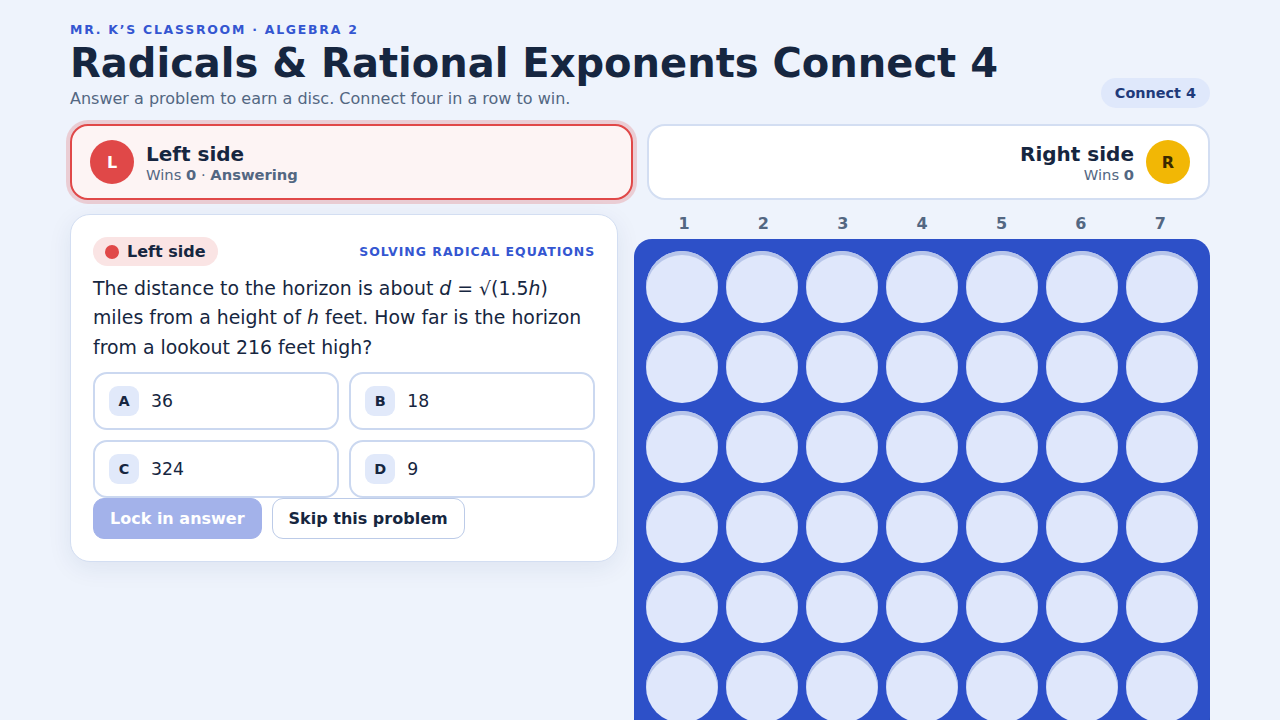 MR. K’S CLASSROOM · ALGEBRA 2
Radicals & Rational Exponents Connect 4
Answer a problem to earn a disc. Connect four in a row to win.
Connect 4
L
Left side
Wins 0 · Answering
Right side
Wins 0
R
Left side
SOLVING RADICAL EQUATIONS
The distance to the horizon is about d = √(1.5h)
miles from a height of h feet. How far is the horizon
from a lookout 216 feet high?
A 36
B 18
C 324
D 9
Lock in answer
Skip this problem
1 2 3 4 5 6 7